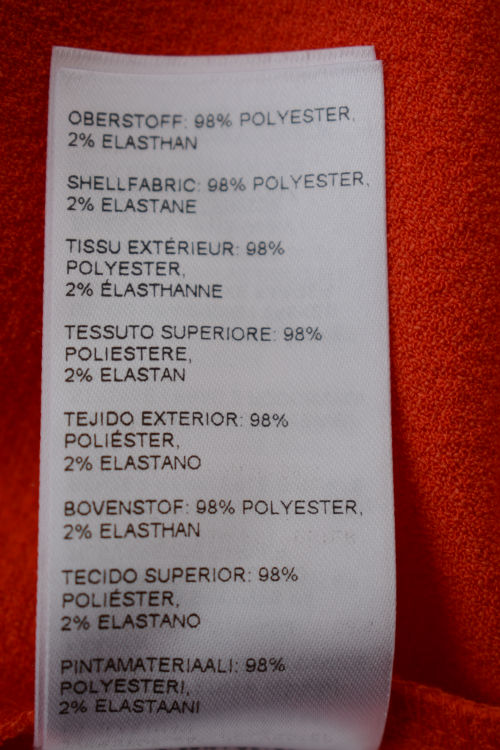 OBERSTOFF: 98% POLYESTER,
2% ELASTHAN
SHELLFABRIC: 98% POLYESTER,
2% ELASTANE
TISSU EXTÉRIEUR: 98%
POLYESTER,
2% ÉLASTHANNE
TESSUTO SUPERIORE: 98%
POLIESTERE,
2% ELASTAN
TEJIDO EXTERIOR: 98%
POLIÉSTER,
2% ELASTANO
BOVENSTOF: 98% POLYESTER,
2% ELASTHAN
TECIDO SUPERIOR: 98%
POLIÉSTER,
2% ELASTANO
PINTAMATERIAALI: 98%
POLYESTERI,
2% ELASTAANI